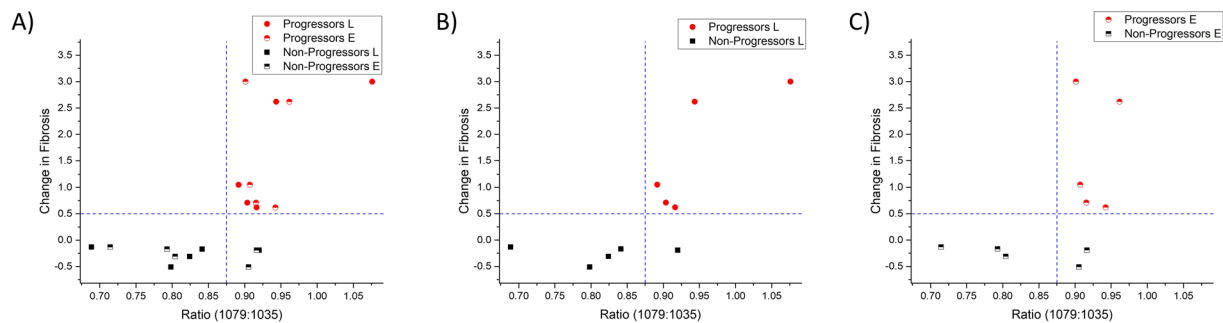 A)
Progressors L
Progressors E
Non-Progressors L
Non-Progressors E
3.5
3.0
2.5
2.0
1.5
1.0
0.5
0.0
-0.5
Change in Fibrosis
0.70 0.75 0.80 0.85 0.90 0.95 1.00 1.05
Ratio (1079:1035)
B)
Progressors L
Non-Progressors L
3.5
3.0
2.5
2.0
1.5
1.0
0.5
0.0
-0.5
Change in Fibrosis
0.70 0.75 0.80 0.85 0.90 0.95 1.00 1.05
Ratio (1079:1035)
C)
Progressors E
Non-Progressors E
3.5
3.0
2.5
2.0
1.5
1.0
0.5
0.0
-0.5
Change in Fibrosis
0.70 0.75 0.80 0.85 0.90 0.95 1.00 1.05
Ratio (1079:1035)